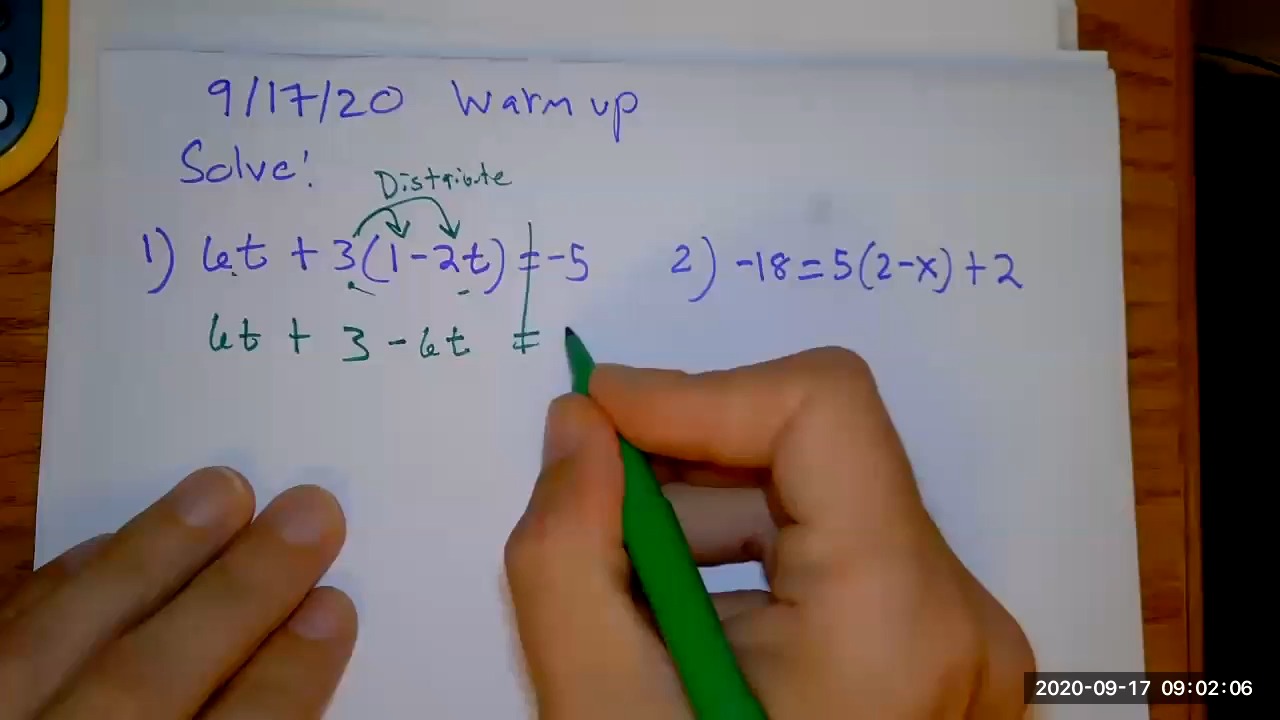 9/17/20 Warm up
Solve!
Distribute
1) 6t + 3(1-2t) = -5
2) -18 = 5(2-x) + 2
6t + 3 - 6t =
2020-09-17 09:02:06